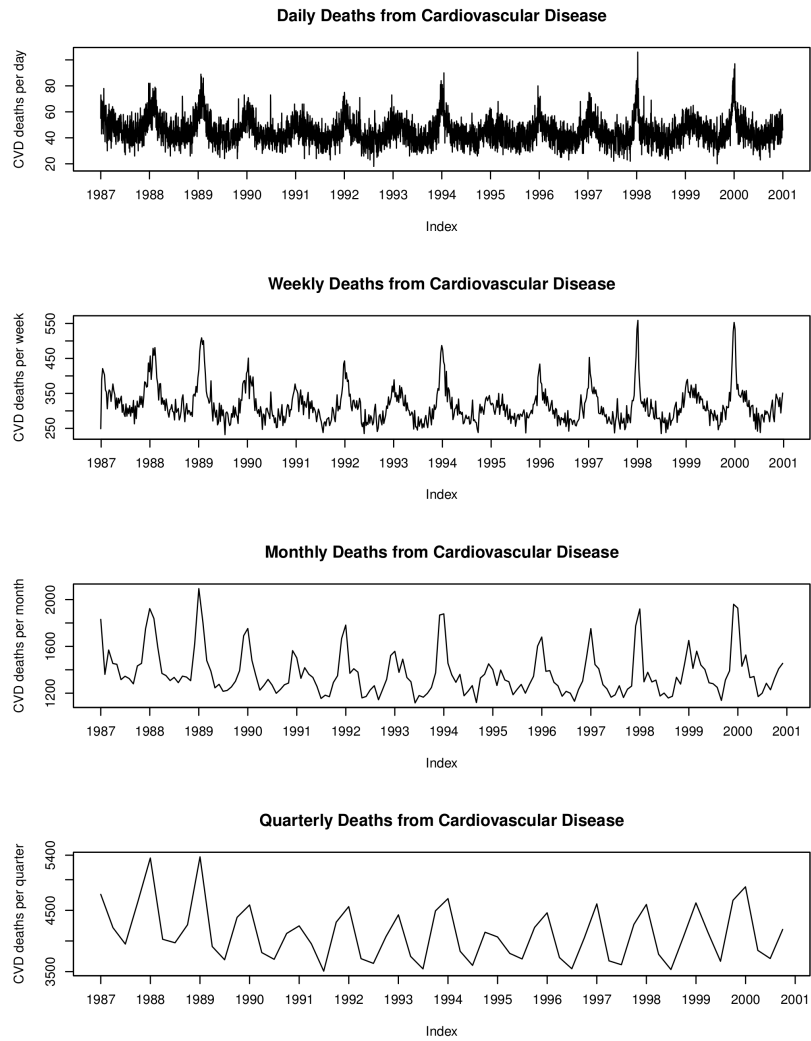 Daily Deaths from Cardiovascular Disease
CVD deaths per day
20 40 60 80
1987 1988 1989 1990 1991 1992 1993 1994 1995 1996 1997 1998 1999 2000 2001
Index
Weekly Deaths from Cardiovascular Disease
CVD deaths per week
250 350 450 550
1987 1988 1989 1990 1991 1992 1993 1994 1995 1996 1997 1998 1999 2000 2001
Index
Monthly Deaths from Cardiovascular Disease
CVD deaths per month
1200 1600 2000
1987 1988 1989 1990 1991 1992 1993 1994 1995 1996 1997 1998 1999 2000 2001
Index
Quarterly Deaths from Cardiovascular Disease
CVD deaths per quarter
3500 4500 5400
1987 1988 1989 1990 1991 1992 1993 1994 1995 1996 1997 1998 1999 2000 2001
Index